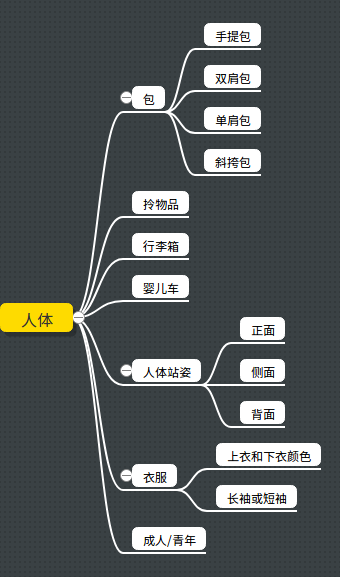 人体
包
手提包
双肩包
单肩包
斜挎包
拎物品
行李箱
婴儿车
人体站姿
正面
侧面
背面
衣服
上衣和下衣颜色
长袖或短袖
成人/青年